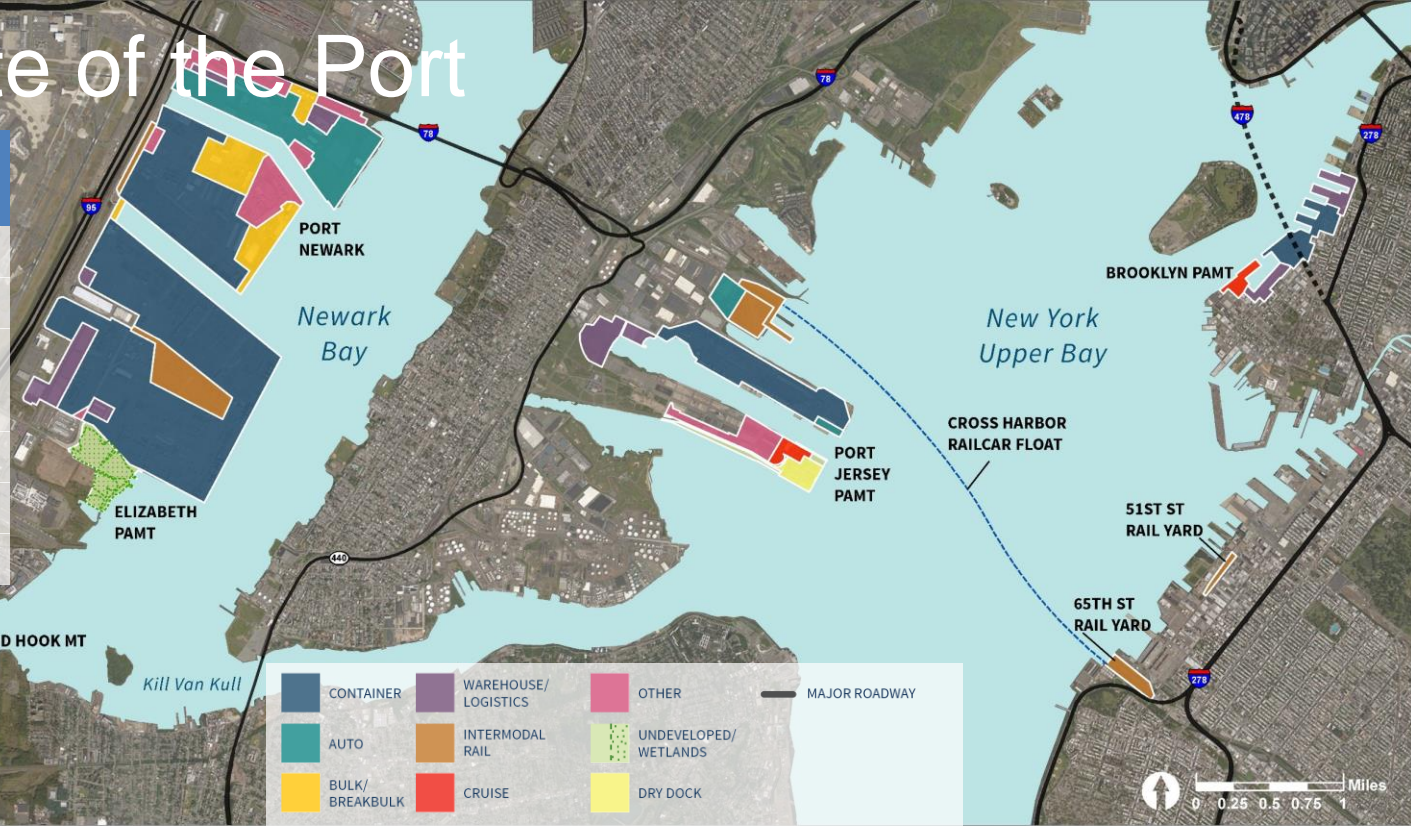 te of the Port
78
78
478
278
95
PORT
NEWARK
BROOKLYN PAMT
Newark
Bay
New York
Upper Bay
CROSS HARBOR
RAILCAR FLOAT
PORT
JERSEY
PAMT
51ST ST
RAIL YARD
ELIZABETH
PAMT
440
65TH ST
RAIL YARD
D HOOK MT
Kill Van Kull
278
CONTAINER
WAREHOUSE/
LOGISTICS
OTHER
MAJOR ROADWAY
AUTO
INTERMODAL
RAIL
UNDEVELOPED/
WETLANDS
BULK/
BREAKBULK
CRUISE
DRY DOCK
Miles
0 0.25 0.5 0.75 1